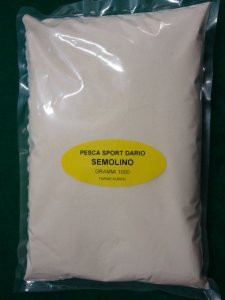 PESCA SPORT DARIO
SEMOLINO
GRAMMI 1000